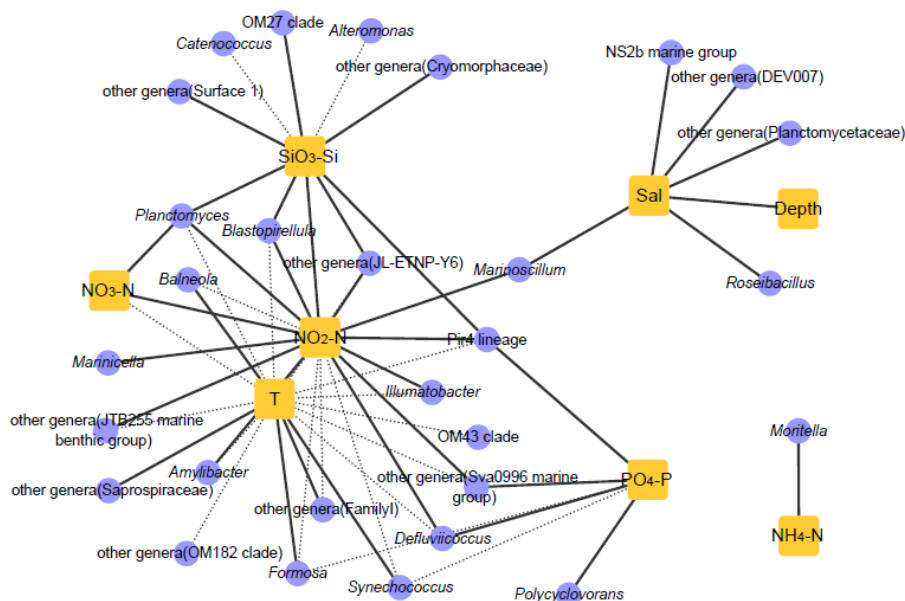 OM27 clade
Catenococcus
Alteromonas
NS2b marine group
other genera(Cryomorphaceae)
other genera(DEV007)
other genera(Surface 1)
other genera(Planctomycetaceae)
SiO₃-Si
Sal
Depth
Planctomyces
Blastopirellula
other genera(JL-ETNP-Y6)
Marinoscillum
Balneola
Roseibacillus
NO₃-N
NO₂-N
Pir4 lineage
Marinicella
Illumatobacter
T
other genera(JTB255 marine
benthic group)
OM43 clade
Moritella
Amylibacter
other genera(Sva0996 marine
group)
PO₄-P
other genera(Saprospiraceae)
other genera(FamilyI)
NH₄-N
Defluviicoccus
other genera(OM182 clade)
Formosa
Synechococcus
Polycyclovorans